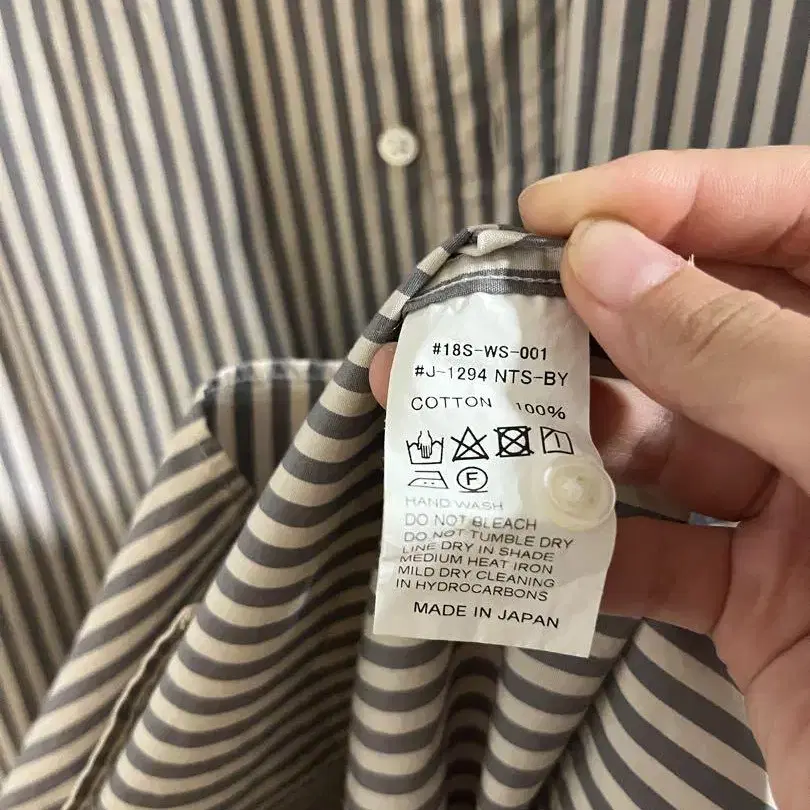 #18S-WS-001
#J-1294 NTS-BY
COTTON 100%
F
HAND WASH
DO NOT BLEACH
DO NOT TUMBLE DRY
LINE DRY IN SHADE
MEDIUM HEAT IRON
MILD DRY CLEANING
IN HYDROCARBONS
MADE IN JAPAN